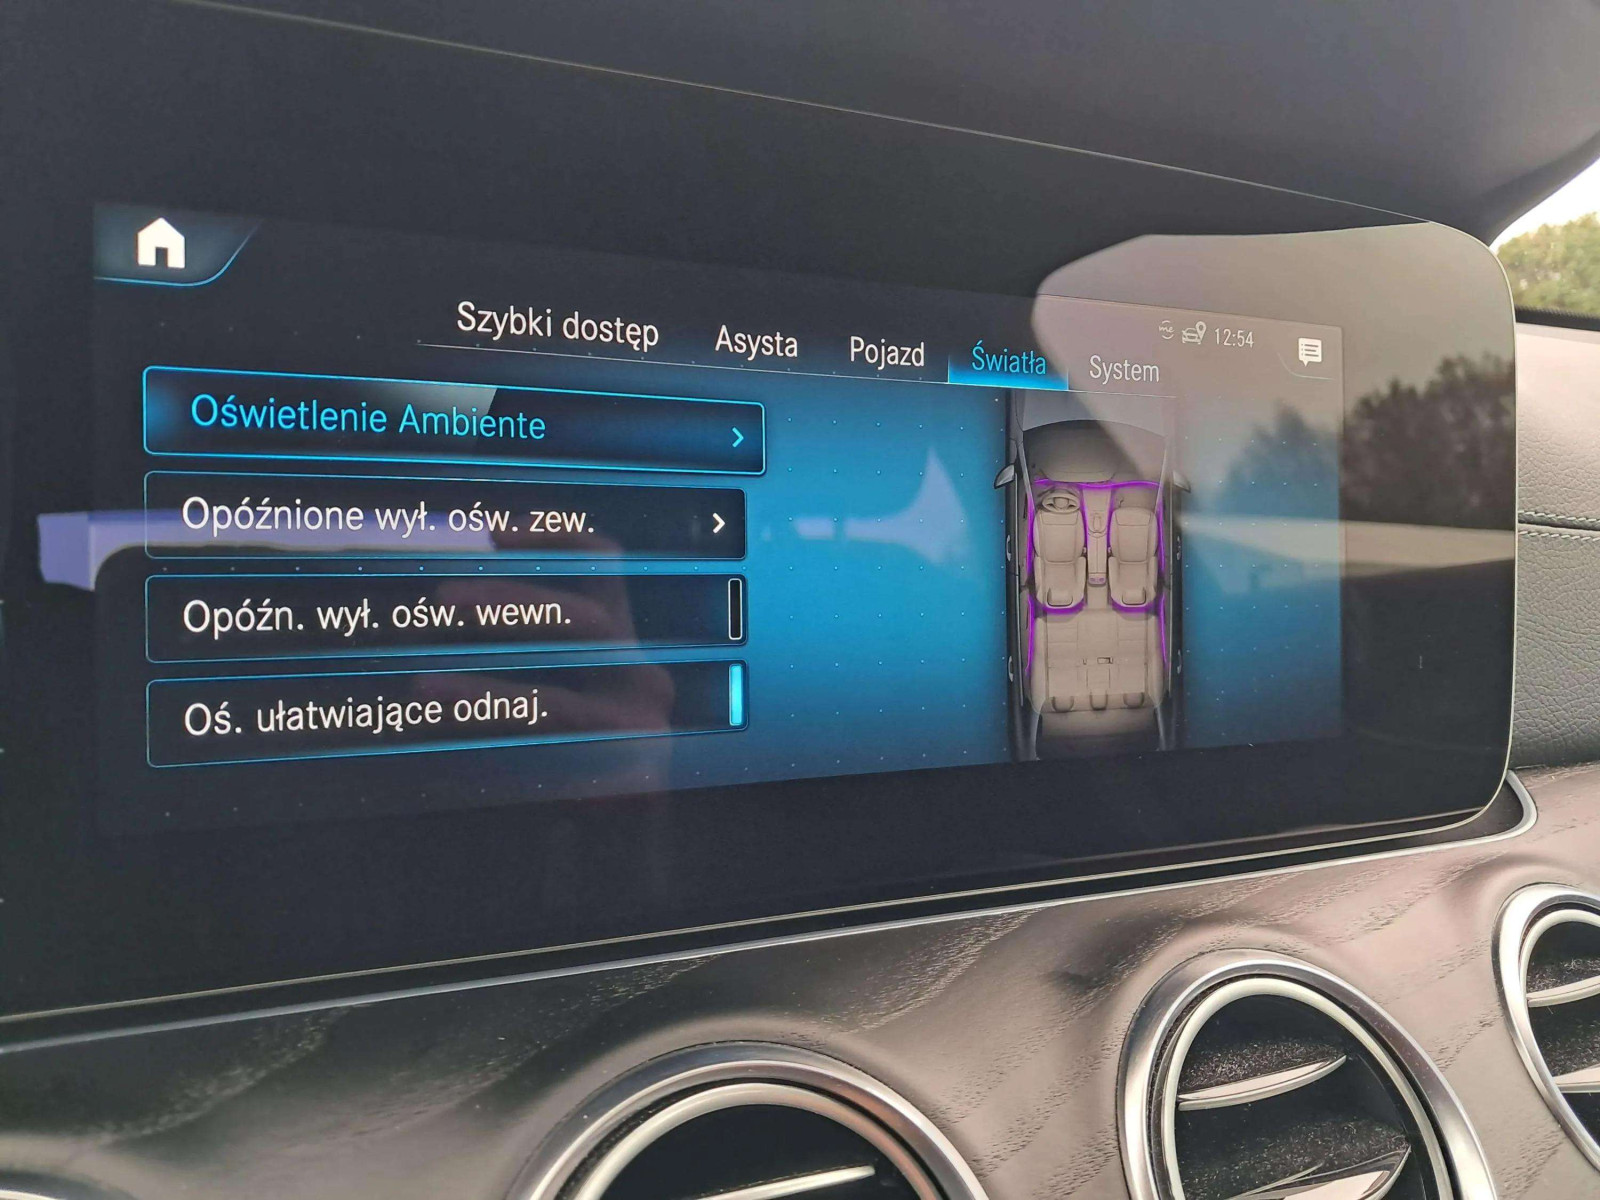 me 12:54
Szybki dostęp Asysta Pojazd Światła System
Oświetlenie Ambiente
Opóźnione wył. ośw. zew.
Opóźn. wył. ośw. wewn.
Oś. ułatwiające odnaj.